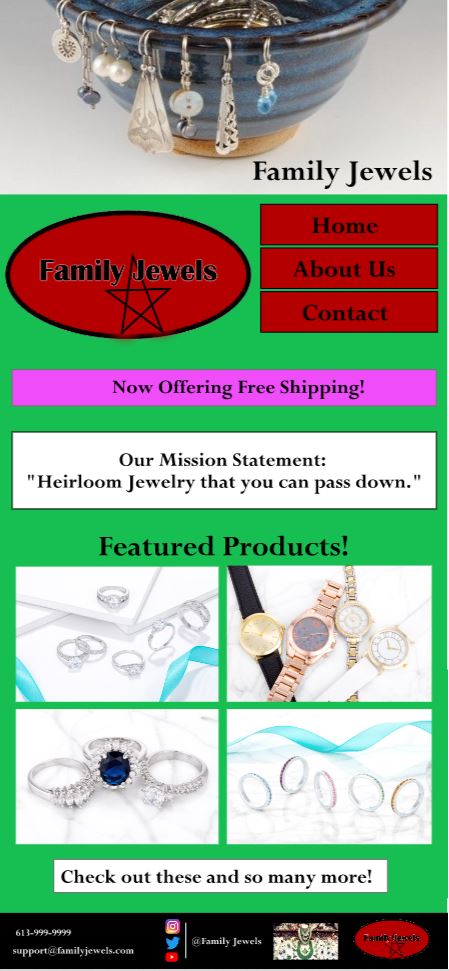 Family Jewels
Family Jewels
Home
About Us
Contact
Now Offering Free Shipping!
Our Mission Statement:
"Heirloom Jewelry that you can pass down."
Featured Products!
Check out these and so many more!
613-999-9999
support@familyjewels.com
@Family Jewels
Family Jewels